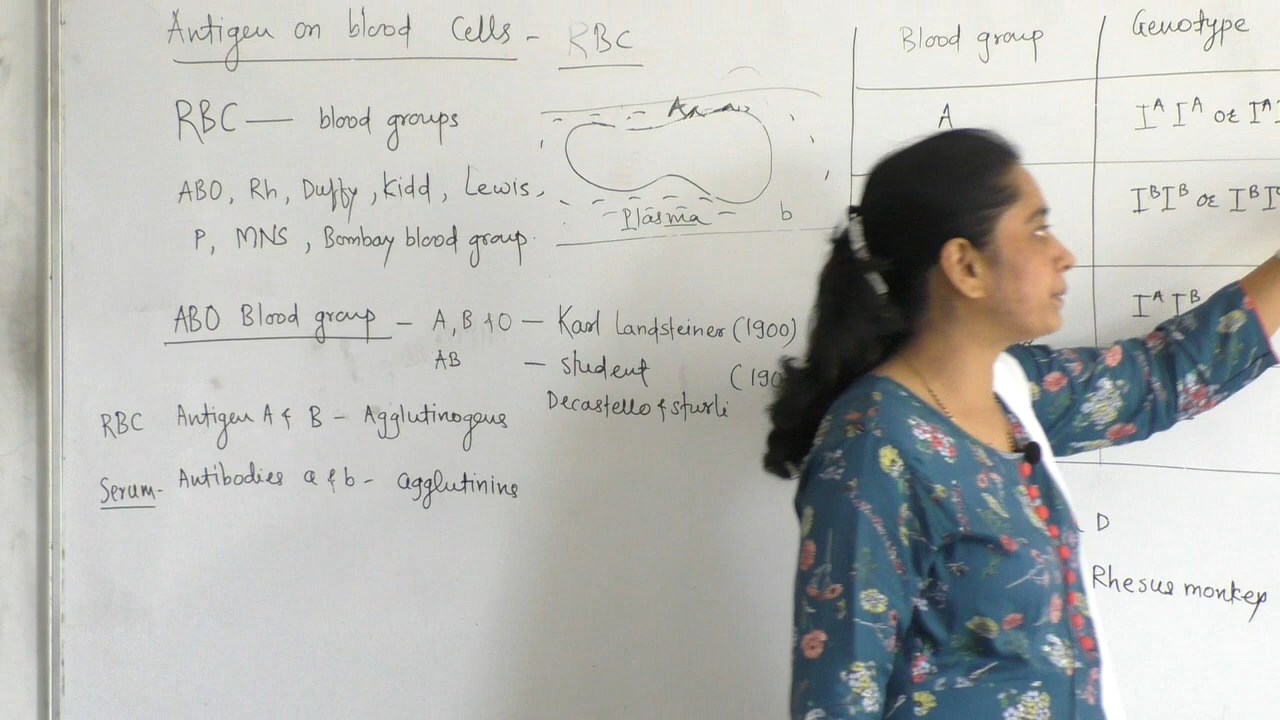 Antigen on blood Cells - RBC
RBC — blood groups
ABO, Rh, Duffy, Kidd, Lewis,
P, MNS, Bombay blood group.
A
Plasma
b
ABO Blood group - A, B & O - Karl Landsteiner (1900)
AB - student (190
Decastello & sturli
RBC Antigen A & B - Agglutinogens
Serum - Antibodies a & b - agglutinins
Blood group Genotype
A I^A I^A or I^A I
I^B I^B or I^B I
I^A I^B
D
Rhesus monkey